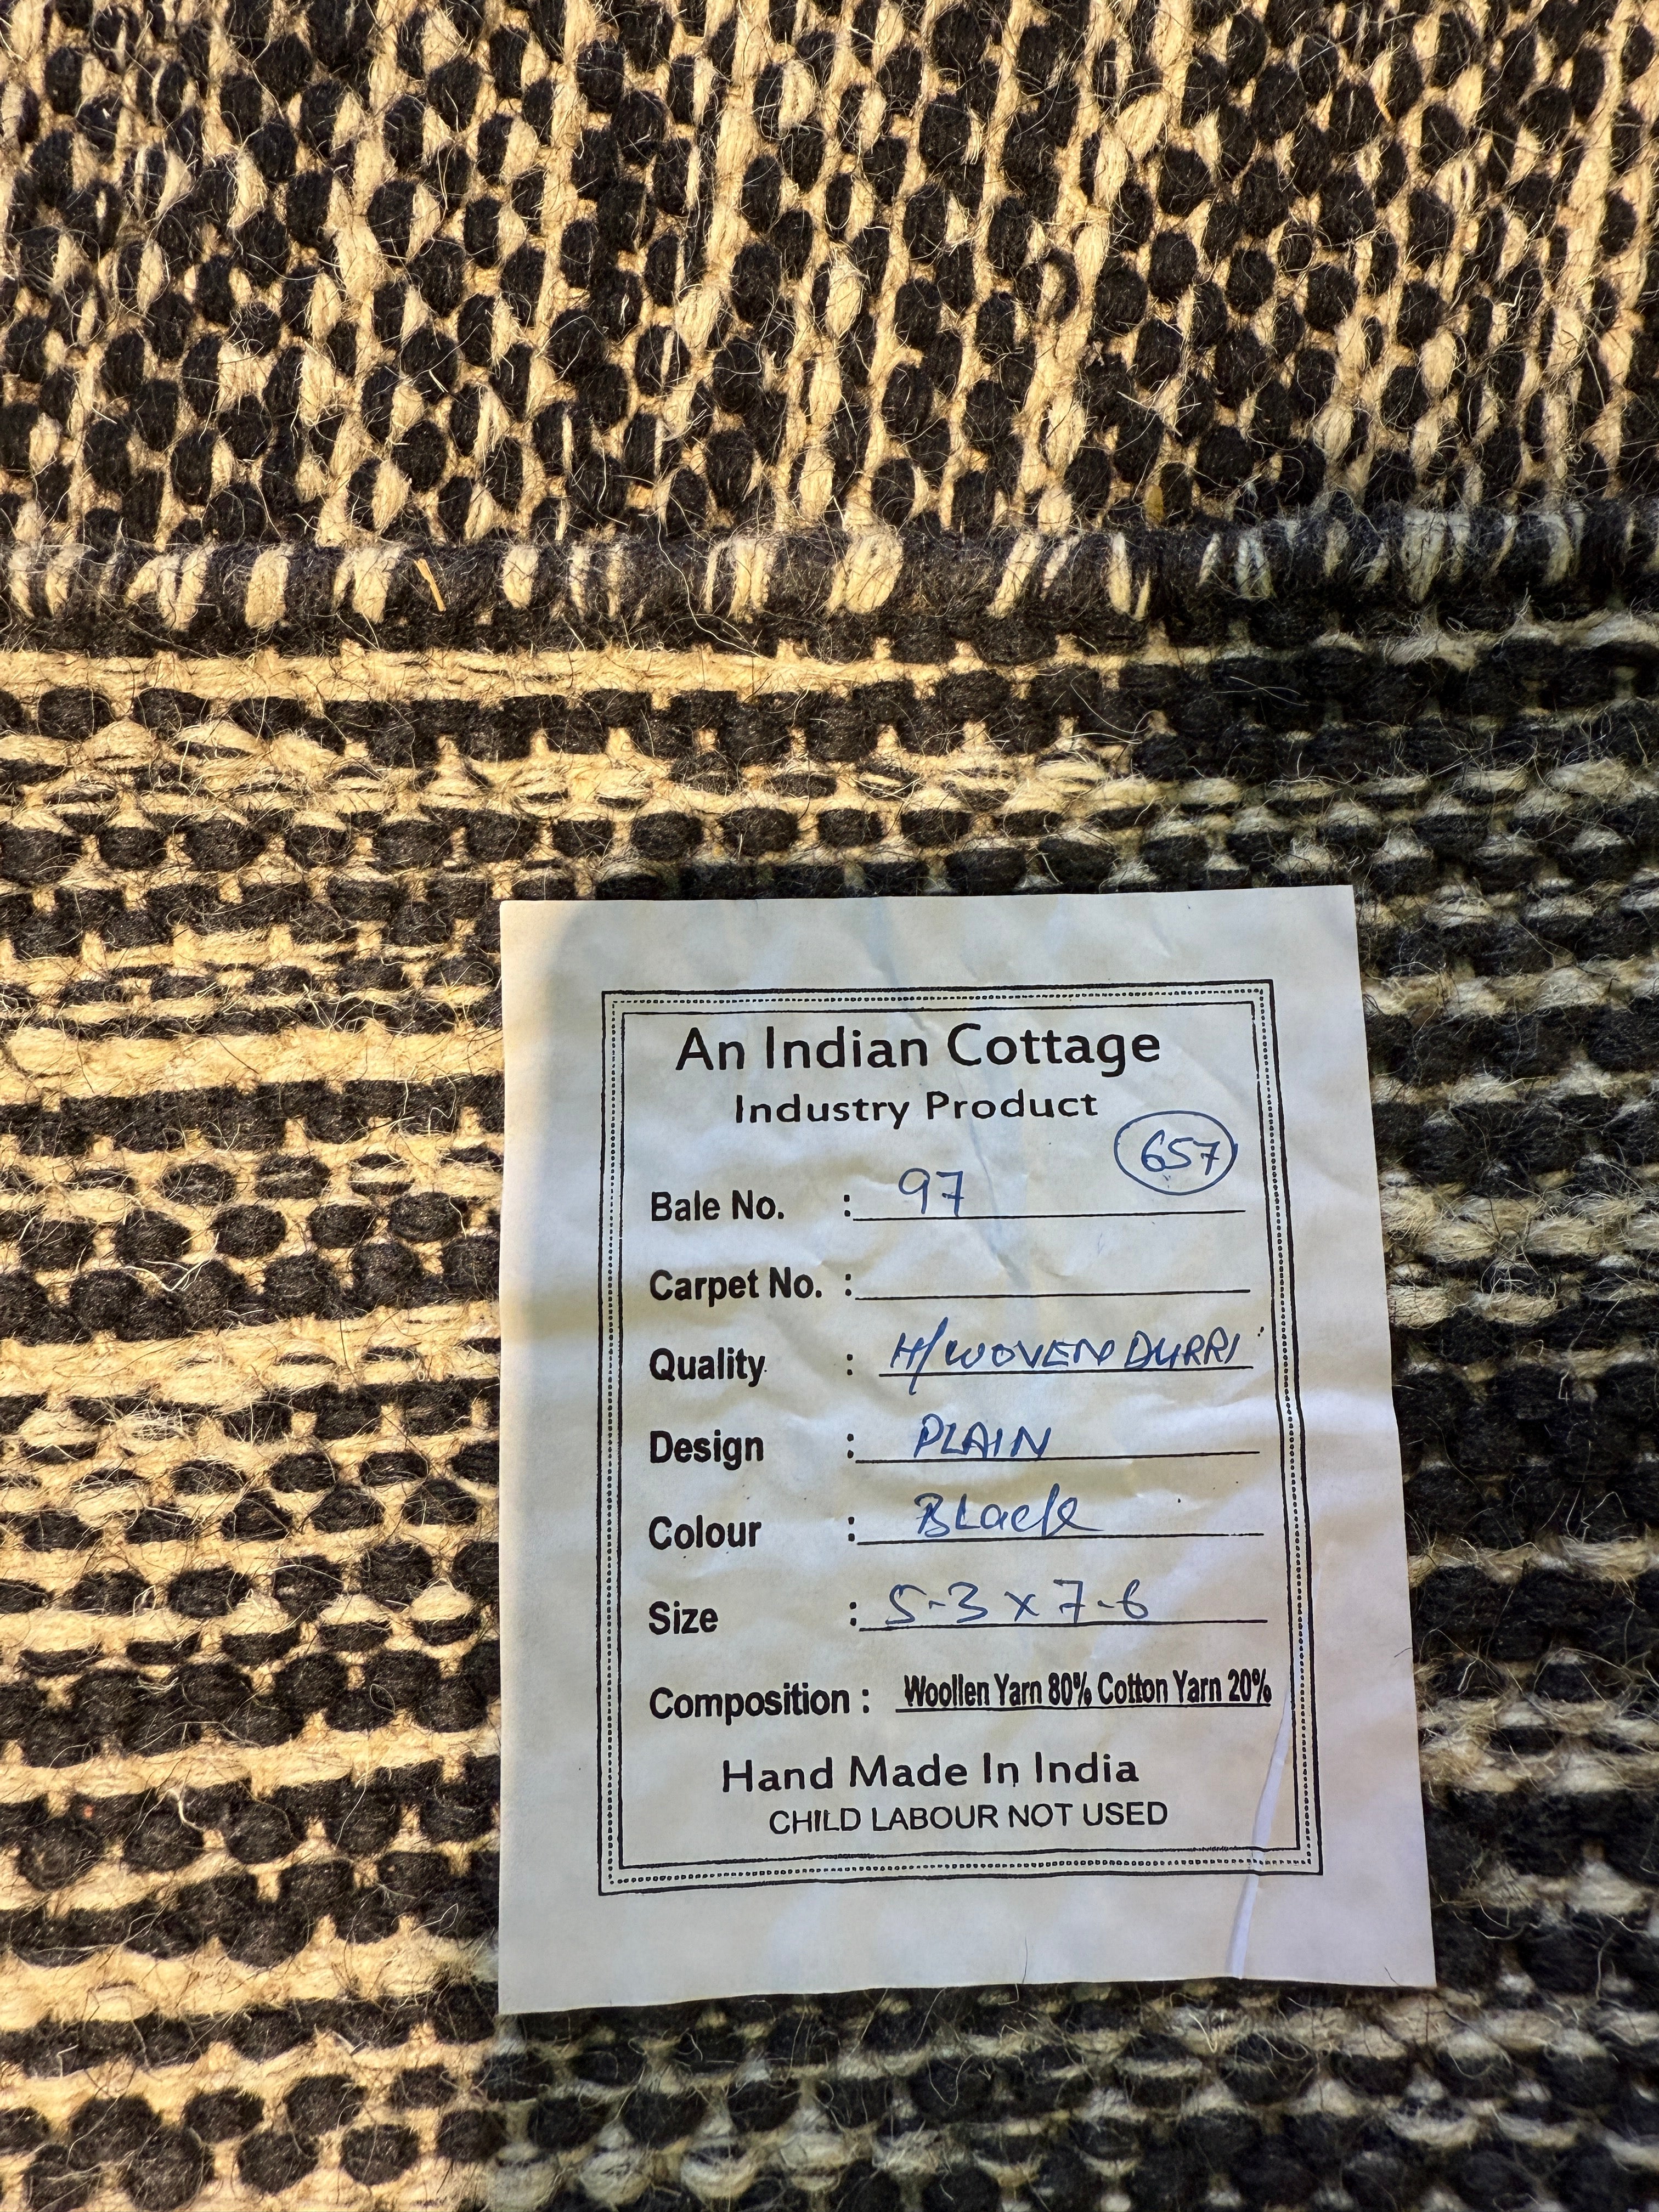 An Indian Cottage
Industry Product
657
Bale No. : 97
Carpet No. :
Quality : H/WOVEN DURRI
Design : PLAIN
Colour : BLack
Size : 5-3 x 7-6
Composition : Woollen Yarn 80% Cotton Yarn 20%
Hand Made In India
CHILD LABOUR NOT USED